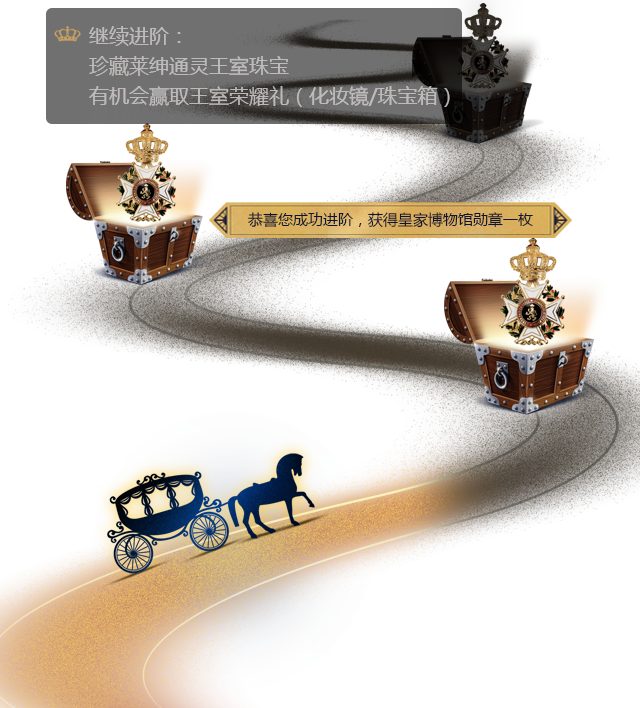 继续进阶：
珍藏莱绅通灵王室珠宝
有机会赢取王室荣耀礼（化妆镜/珠宝箱）
恭喜您成功进阶，获得皇家博物馆勋章一枚